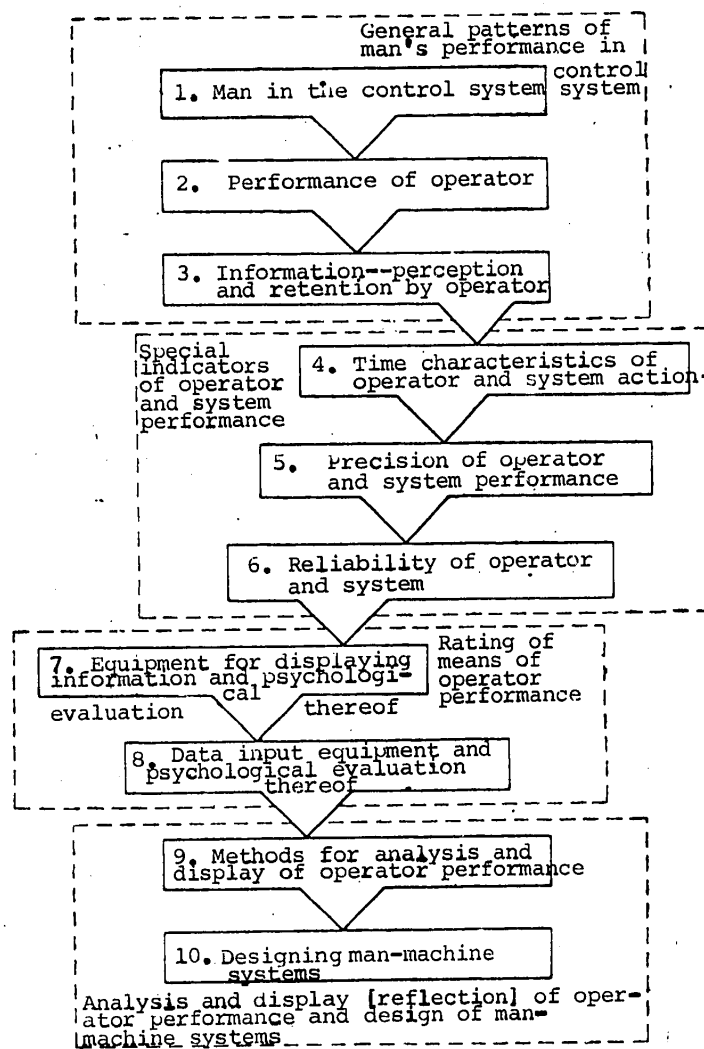 General patterns of
man's performance in
control
1. Man in the control system system
2. Performance of operator
3. Information--perception
and retention by operator
Special
indicators
of operator
and system
performance
4. Time characteristics of
operator and system action-
5. Precision of operator
and system performance
6. Reliability of operator
and system
7. Equipment for displaying
information and psychologi-
cal
evaluation thereof
Rating of
means of
operator
performance
8. Data input equipment and
psychological evaluation
thereof
9. Methods for analysis and
display of operator performance
10. Designing man-machine
systems
Analysis and display [reflection] of oper-
ator performance and design of man-
machine systems